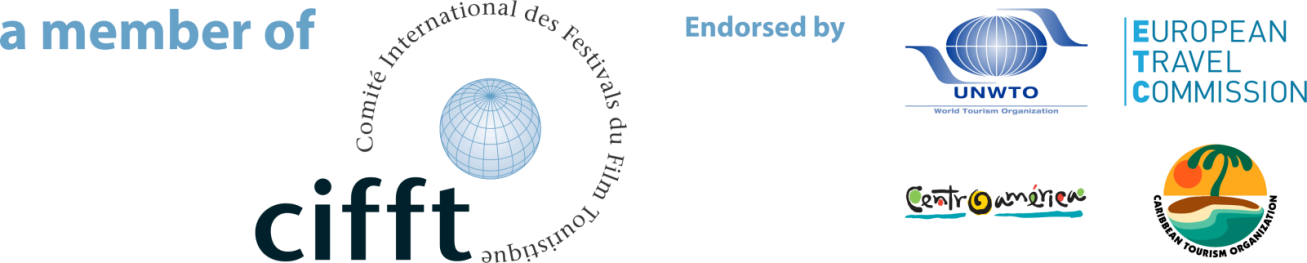 a member of
Comité International des Festivals du Film Touristique
cifft
Endorsed by
UNWTO
World Tourism Organization
EUROPEAN
TRAVEL
COMMISSION
Centroamérica
CARIBBEAN TOURISM ORGANIZATION